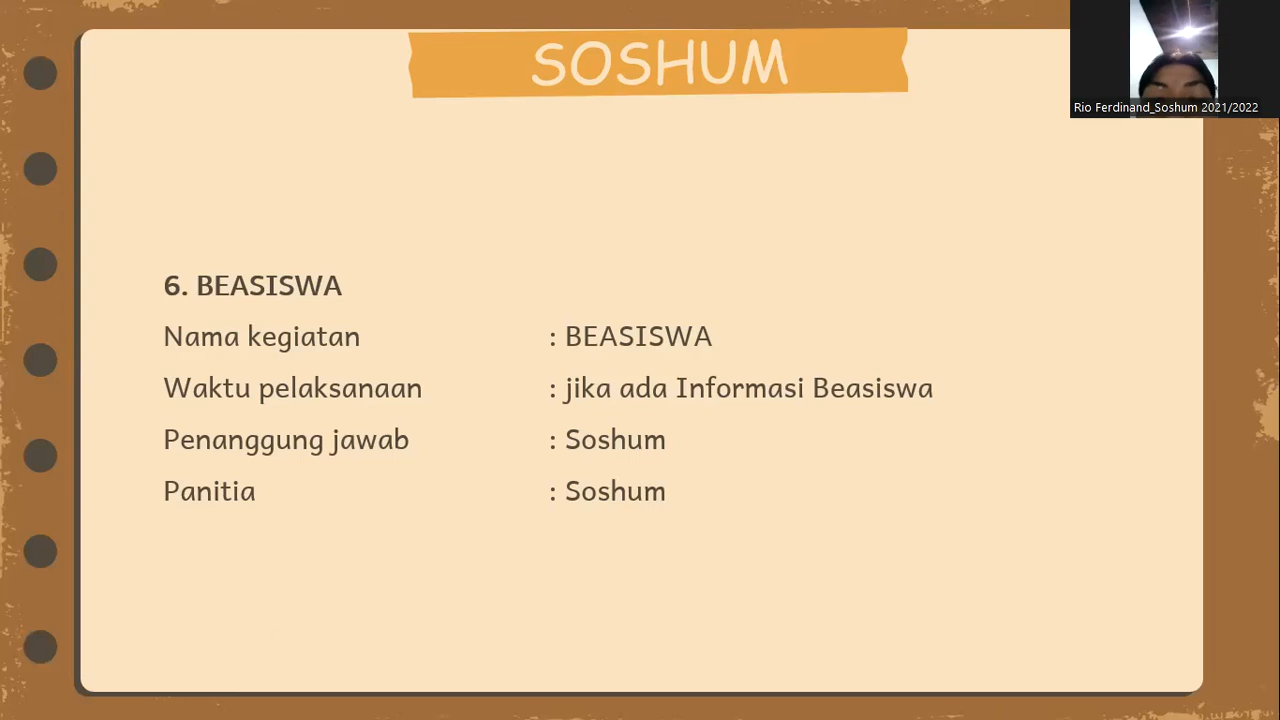 SOSHUM
Rio Ferdinand_Soshum 2021/2022
6. BEASISWA
Nama kegiatan : BEASISWA
Waktu pelaksanaan : jika ada Informasi Beasiswa
Penanggung jawab : Soshum
Panitia : Soshum